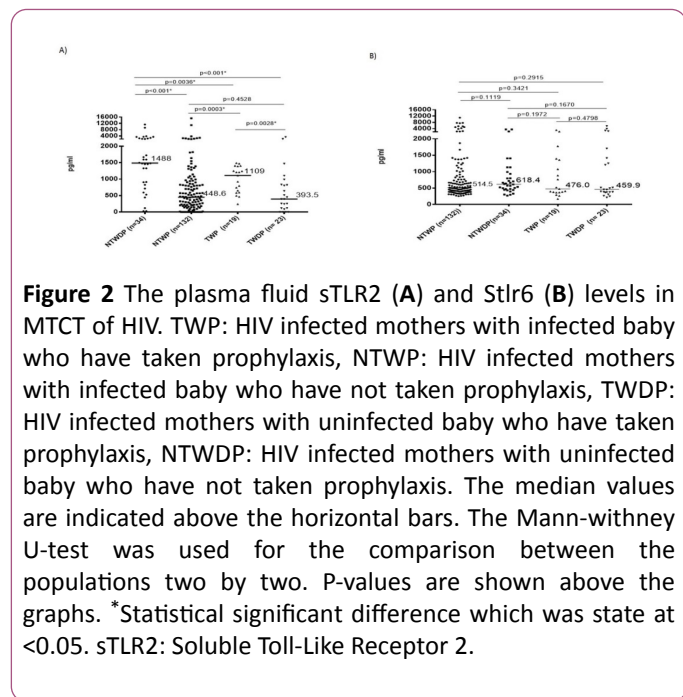 A)
p=0.001*
p=0.0036*
p=0.001*
p=0.4528
p=0.0003*
p=0.0028*
16000
12000
8000
4000
2000
1500
1000
500
0
pg/ml
1488
448.6
1109
393.5
NTWDP (n=34)
NTWP (n=132)
TWP (n=19)
TWDP (n= 23)
B)
p=0.2915
p=0.3421
p=0.1119
p=0.1670
p=0.1972
p=0.4798
16000
12000
8000
4000
2000
1500
1000
500
0
pg/ml
514.5
618.4
476.0
459.9
NTWP (n=132))
NTWDP(n=34)
TWP (n=19)
TWDP (n= 23)
Figure 2 The plasma fluid sTLR2 (A) and Stlr6 (B) levels in
MTCT of HIV. TWP: HIV infected mothers with infected baby
who have taken prophylaxis, NTWP: HIV infected mothers
with infected baby who have not taken prophylaxis, TWDP:
HIV infected mothers with uninfected baby who have taken
prophylaxis, NTWDP: HIV infected mothers with uninfected
baby who have not taken prophylaxis. The median values
are indicated above the horizontal bars. The Mann-withney
U-test was used for the comparison between the
populations two by two. P-values are shown above the
graphs. *Statistical significant difference which was state at
<0.05. sTLR2: Soluble Toll-Like Receptor 2.